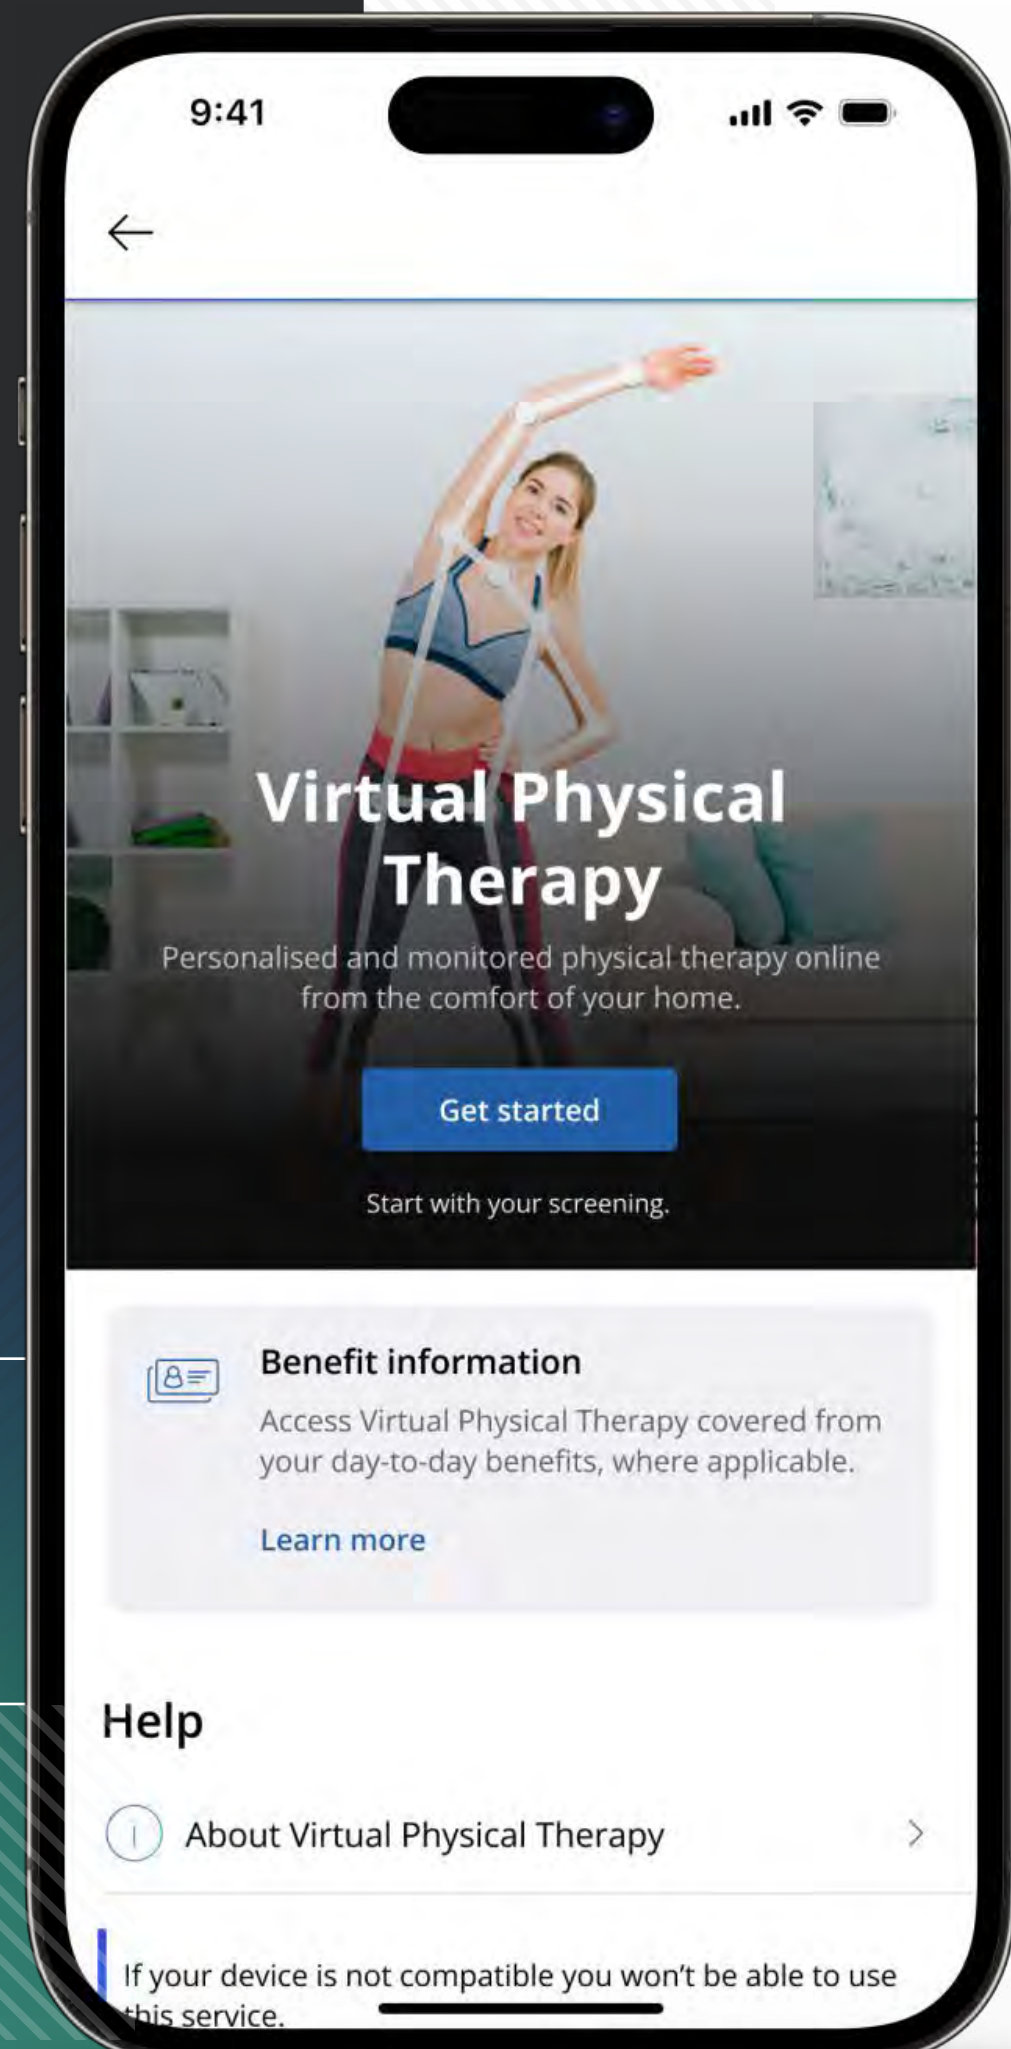 9:41
Virtual Physical
Therapy
Personalised and monitored physical therapy online
from the comfort of your home.
Get started
Start with your screening.
Benefit information
Access Virtual Physical Therapy covered from
your day-to-day benefits, where applicable.
Learn more
Help
About Virtual Physical Therapy
If your device is not compatible you won't be able to use
this service.